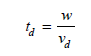 t_d = w / v_d